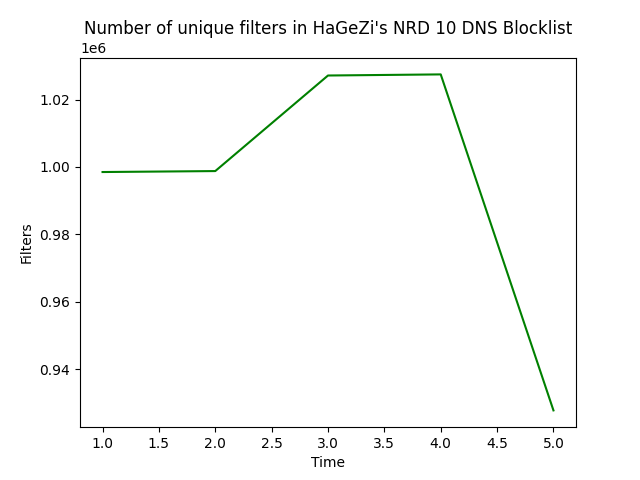 Number of unique filters in HaGeZi's NRD 10 DNS Blocklist
1e6
1.02
1.00
0.98
0.96
0.94
Filters
1.0 1.5 2.0 2.5 3.0 3.5 4.0 4.5 5.0
Time